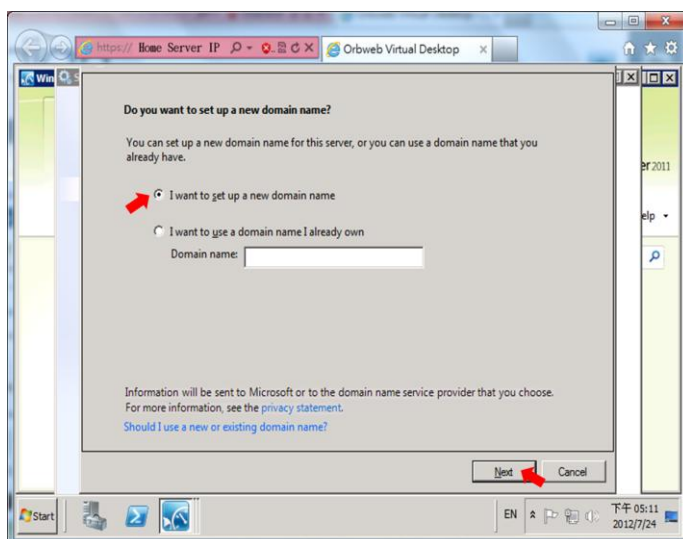 https:// Home Server IP
Orbweb Virtual Desktop
Win
S
er 2011
elp
Do you want to set up a new domain name?
You can set up a new domain name for this server, or you can use a domain name that you
already have.
I want to set up a new domain name
I want to use a domain name I already own
Domain name:
Information will be sent to Microsoft or to the domain name service provider that you choose.
For more information, see the privacy statement.
Should I use a new or existing domain name?
Next
Cancel
Start
EN
下午 05:11
2012/7/24